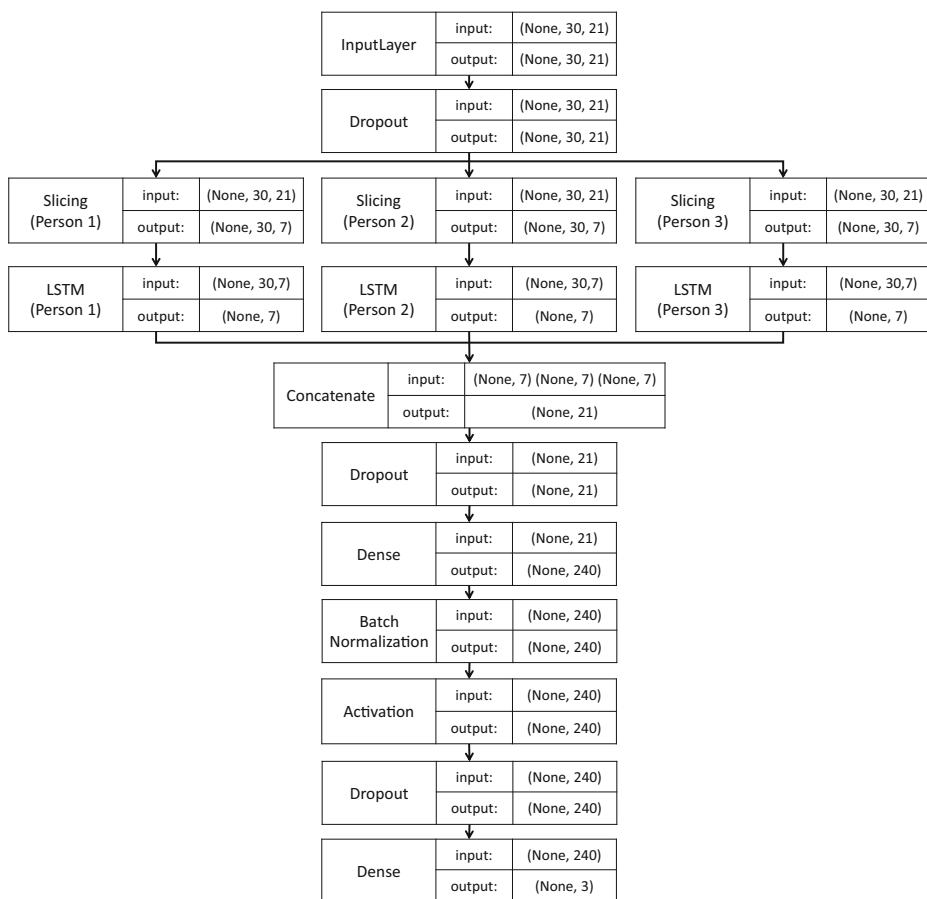 InputLayer
input: (None, 30, 21)
output: (None, 30, 21)
Dropout
input: (None, 30, 21)
output: (None, 30, 21)
Slicing
(Person 1)
input: (None, 30, 21)
output: (None, 30, 7)
Slicing
(Person 2)
input: (None, 30, 21)
output: (None, 30, 7)
Slicing
(Person 3)
input: (None, 30, 21)
output: (None, 30, 7)
LSTM
(Person 1)
input: (None, 30,7)
output: (None, 7)
LSTM
(Person 2)
input: (None, 30,7)
output: (None, 7)
LSTM
(Person 3)
input: (None, 30,7)
output: (None, 7)
Concatenate
input: (None, 7) (None, 7) (None, 7)
output: (None, 21)
Dropout
input: (None, 21)
output: (None, 21)
Dense
input: (None, 21)
output: (None, 240)
Batch
Normalization
input: (None, 240)
output: (None, 240)
Activation
input: (None, 240)
output: (None, 240)
Dropout
input: (None, 240)
output: (None, 240)
Dense
input: (None, 240)
output: (None, 3)